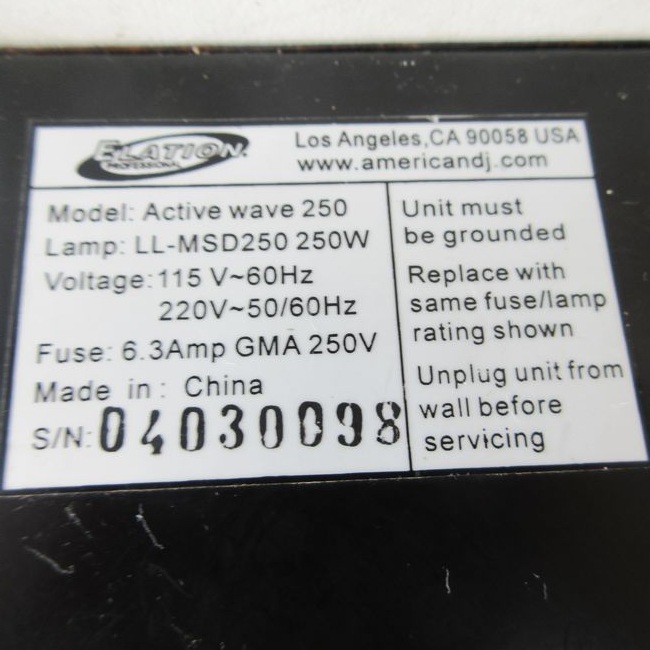 ELATION
PROFESSIONAL
Los Angeles,CA 90058 USA
www.americandj.com
Model: Active wave 250
Lamp: LL-MSD250 250W
Voltage: 115 V~60Hz
220V~50/60Hz
Fuse: 6.3Amp GMA 250V
Made in : China
S/N: 04030098
Unit must
be grounded
Replace with
same fuse/lamp
rating shown
Unplug unit from
wall before
servicing